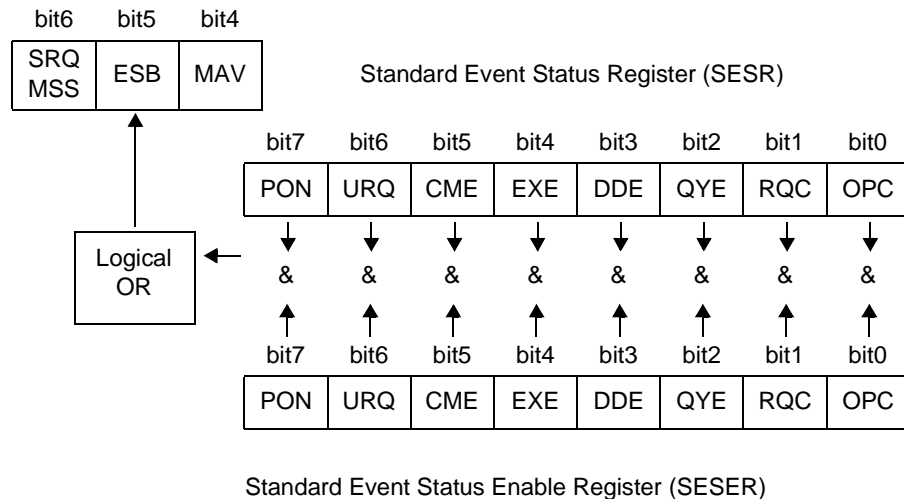 bit6 bit5 bit4
SRQ MSS ESB MAV
Standard Event Status Register (SESR)
bit7 bit6 bit5 bit4 bit3 bit2 bit1 bit0
PON URQ CME EXE DDE QYE RQC OPC
Logical
OR
& & & & & & & &
bit7 bit6 bit5 bit4 bit3 bit2 bit1 bit0
PON URQ CME EXE DDE QYE RQC OPC
Standard Event Status Enable Register (SESER)